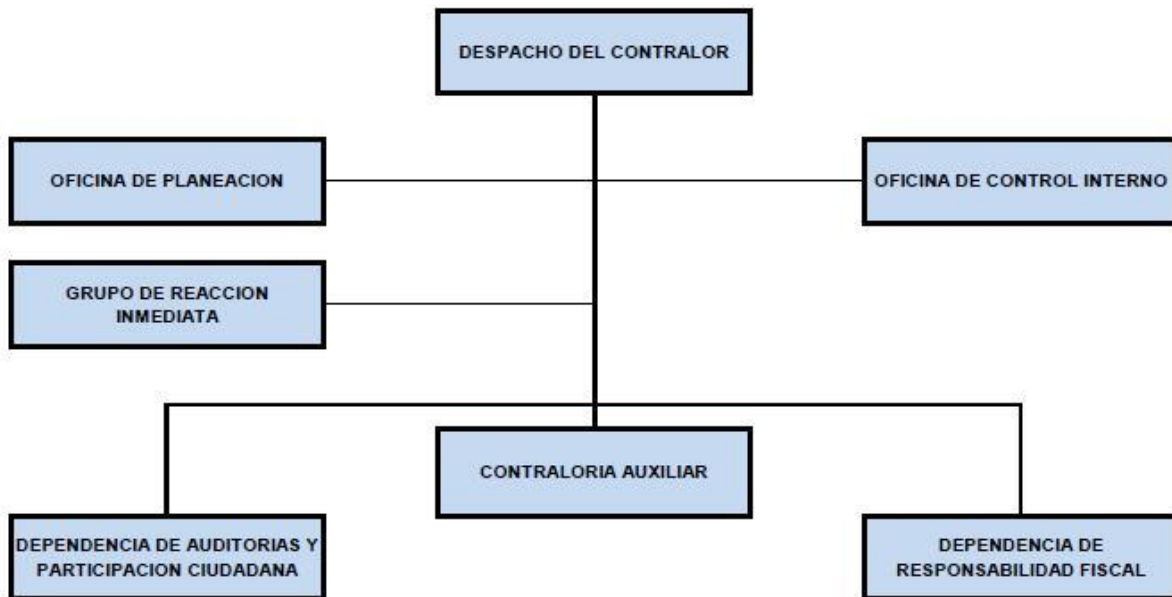 DESPACHO DEL CONTRALOR
OFICINA DE PLANEACION
OFICINA DE CONTROL INTERNO
GRUPO DE REACCION
INMEDIATA
CONTRALORIA AUXILIAR
DEPENDENCIA DE AUDITORIAS Y
PARTICIPACION CIUDADANA
DEPENDENCIA DE
RESPONSABILIDAD FISCAL